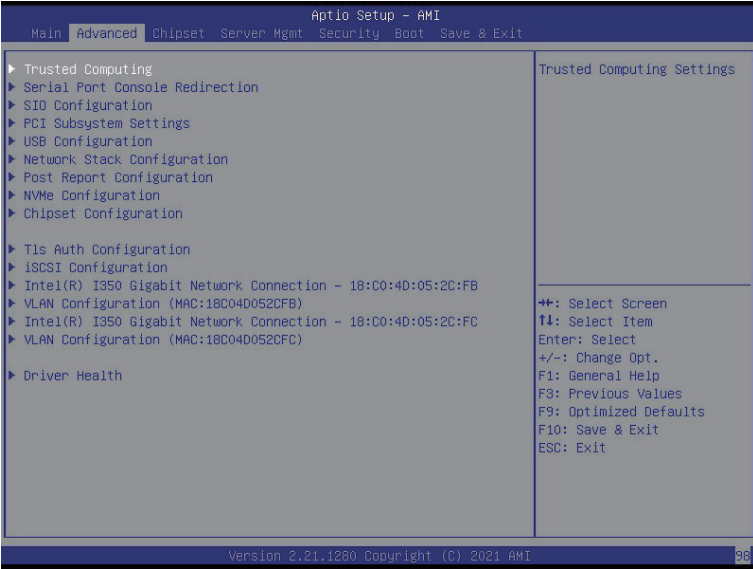 Aptio Setup - AMI
Main Advanced Chipset Server Mgmt Security Boot Save & Exit
▶ Trusted Computing
▶ Serial Port Console Redirection
▶ SIO Configuration
▶ PCI Subsystem Settings
▶ USB Configuration
▶ Network Stack Configuration
▶ Post Report Configuration
▶ NVMe Configuration
▶ Chipset Configuration
▶ Tls Auth Configuration
▶ iSCSI Configuration
▶ Intel(R) I350 Gigabit Network Connection - 18:C0:4D:05:2C:FB
▶ VLAN Configuration (MAC:18C04D052CFB)
▶ Intel(R) I350 Gigabit Network Connection - 18:C0:4D:05:2C:FC
▶ VLAN Configuration (MAC:18C04D052CFC)
▶ Driver Health
Trusted Computing Settings
→←: Select Screen
↑↓: Select Item
Enter: Select
+/-: Change Opt.
F1: General Help
F3: Previous Values
F9: Optimized Defaults
F10: Save & Exit
ESC: Exit
Version 2.21.1280 Copyright (C) 2021 AMI
98